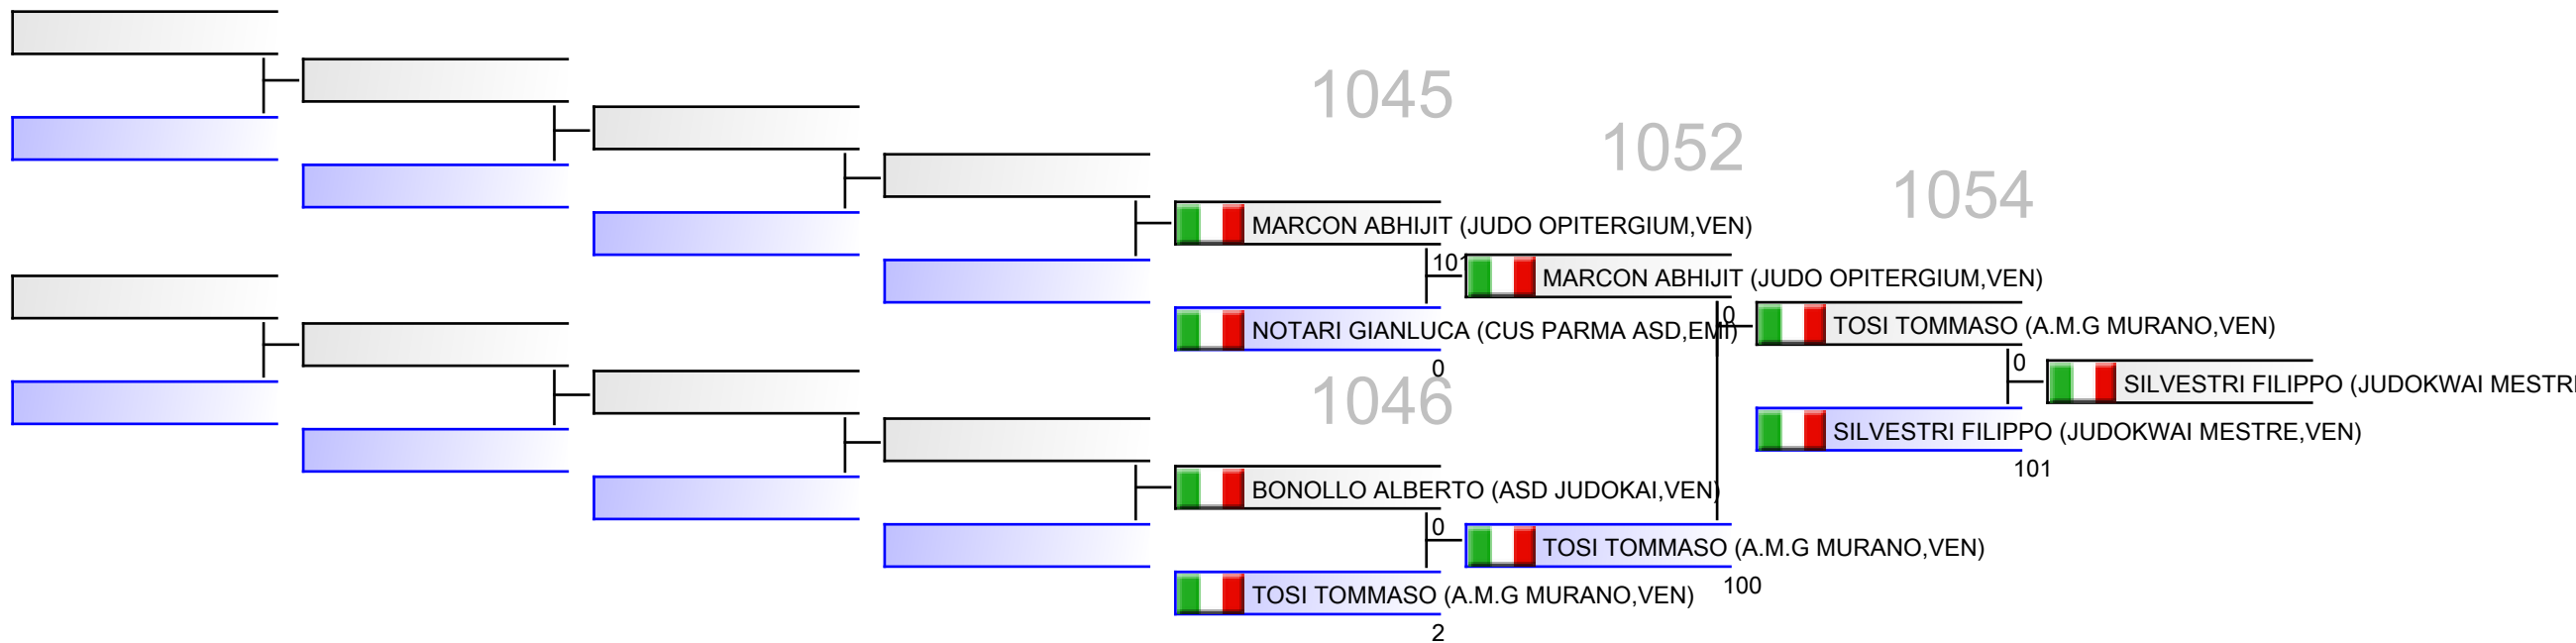 1045
1052
1054
MARCON ABHIJIT (JUDO OPITERGIUM,VEN)
101
MARCON ABHIJIT (JUDO OPITERGIUM,VEN)
NOTARI GIANLUCA (CUS PARMA ASD,EMI)
0
0
TOSI TOMMASO (A.M.G MURANO,VEN)
0
SILVESTRI FILIPPO (JUDOKWAI MESTRE
SILVESTRI FILIPPO (JUDOKWAI MESTRE,VEN)
101
1046
BONOLLO ALBERTO (ASD JUDOKAI,VEN)
0
TOSI TOMMASO (A.M.G MURANO,VEN)
100
TOSI TOMMASO (A.M.G MURANO,VEN)
2